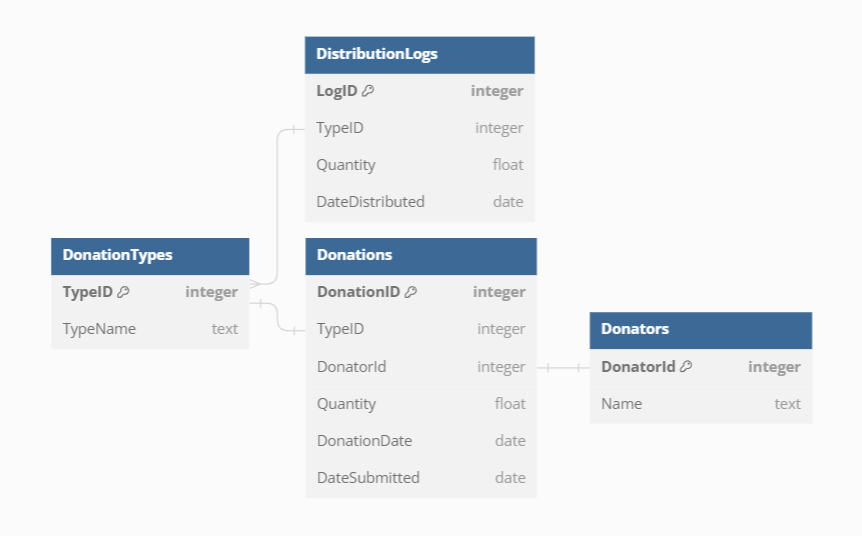 DistributionLogs
LogID integer
TypeID integer
Quantity float
DateDistributed date
DonationTypes
TypeID integer
TypeName text
Donations
DonationID integer
TypeID integer
DonatorId integer
Quantity float
DonationDate date
DateSubmitted date
Donators
DonatorId integer
Name text